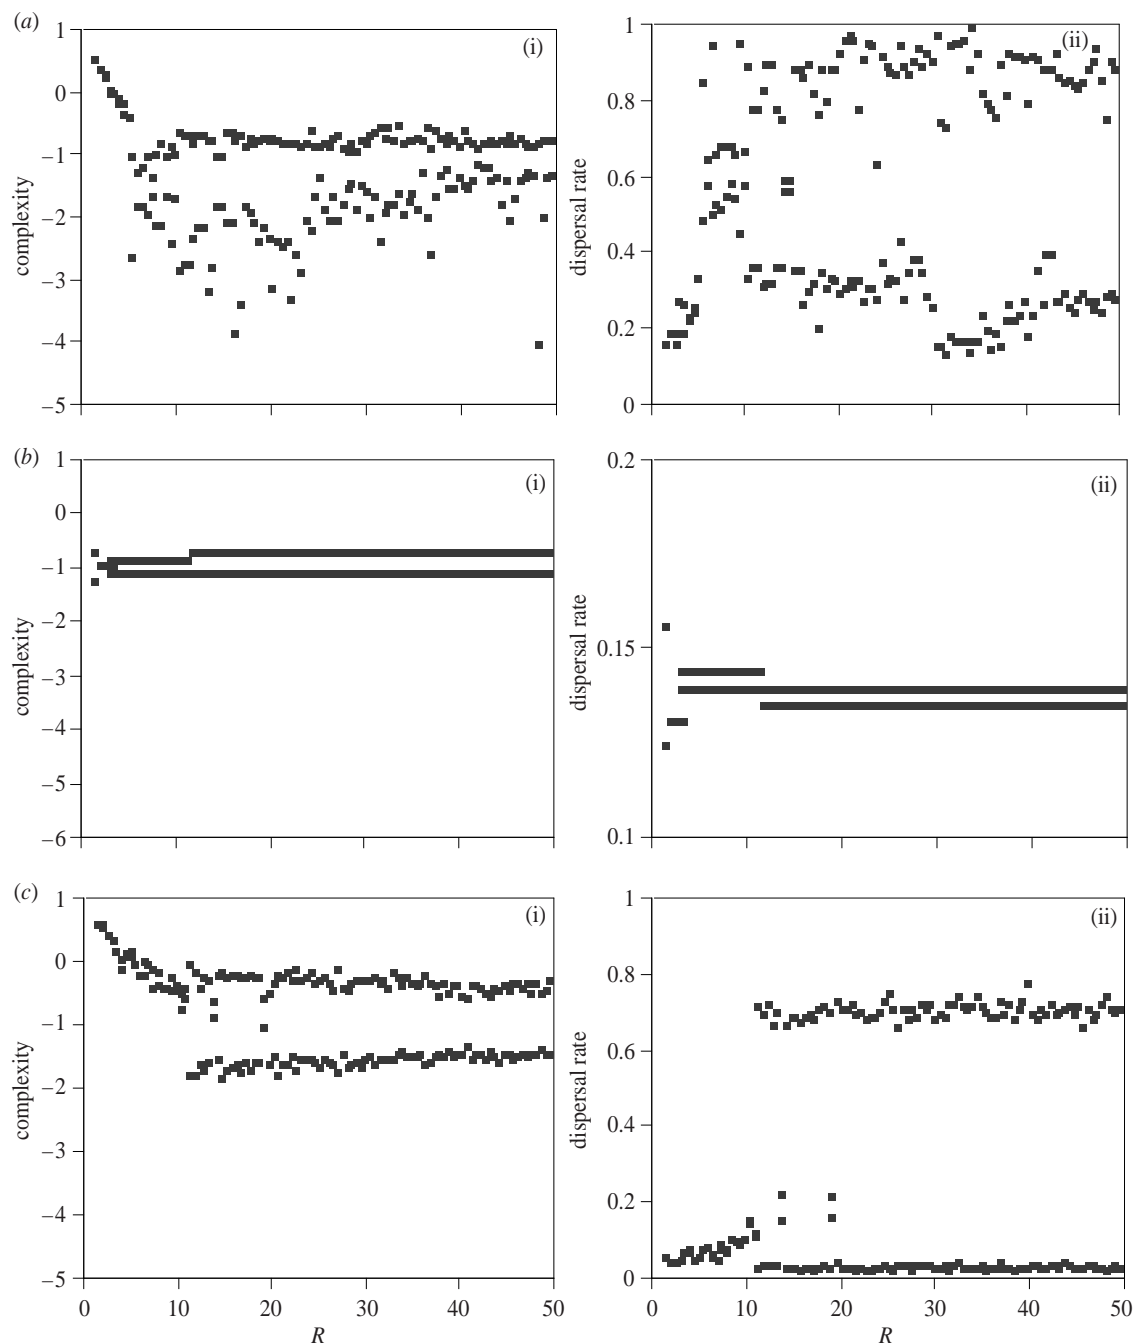 (a)
(i)
1
0
–1
–2
–3
–4
–5
complexity
(ii)
1
0.8
0.6
0.4
0.2
0
dispersal rate
(b)
(i)
1
0
–1
–2
–3
–4
–5
–6
complexity
(ii)
0.2
0.15
0.1
dispersal rate
(c)
(i)
1
0
–1
–2
–3
–4
–5
complexity
0 10 20 30 40 50
R
(ii)
1
0.8
0.6
0.4
0.2
0
dispersal rate
0 10 20 30 40 50
R